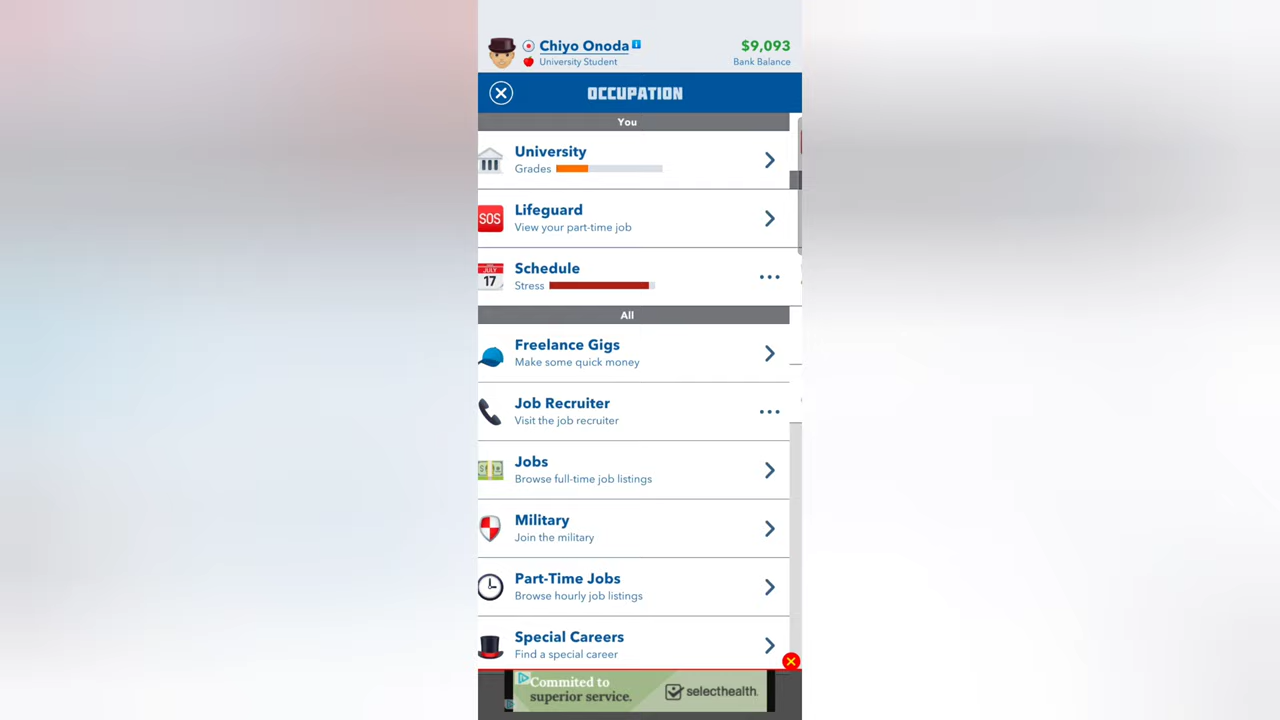 Chiyo Onoda
$9,093
University Student
Bank Balance
OCCUPATION
You
University
Grades
SOS
Lifeguard
View your part-time job
JULY
17
Schedule
Stress
All
Freelance Gigs
Make some quick money
Job Recruiter
Visit the job recruiter
Jobs
Browse full-time job listings
Military
Join the military
Part-Time Jobs
Browse hourly job listings
Special Careers
Find a special career
Commited to
superior service.
selecthealth.